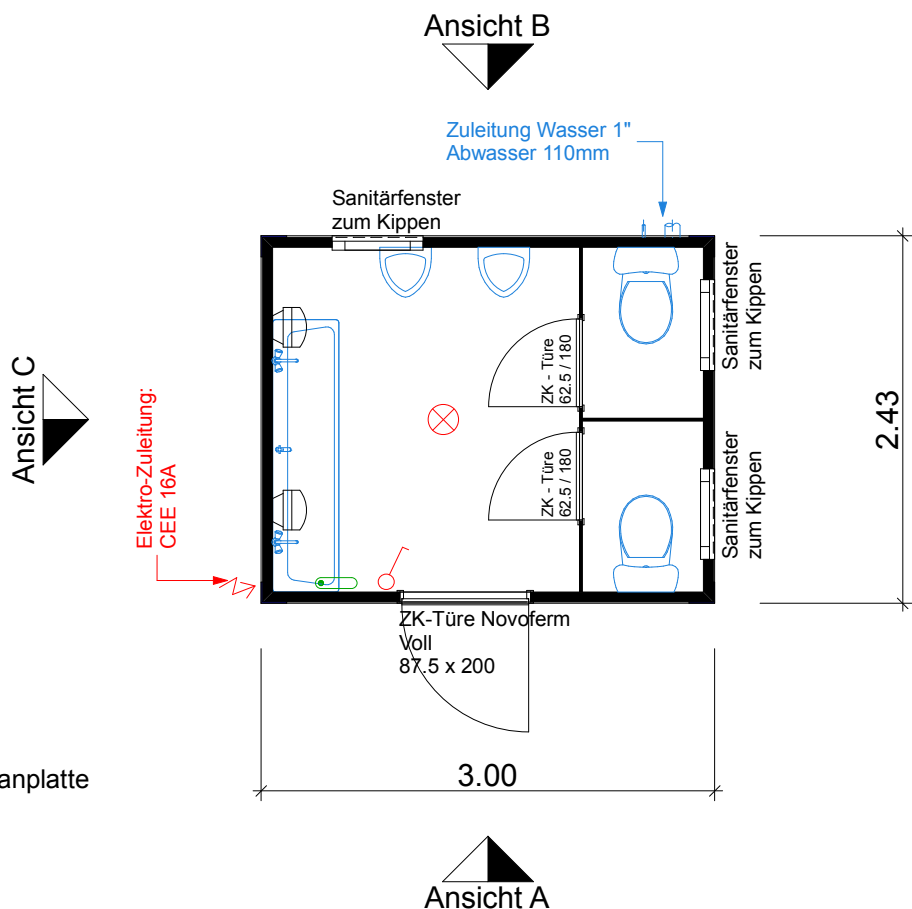 Ansicht B
Zuleitung Wasser 1"
Abwasser 110mm
Sanitärfenster
zum Kippen
Sanitärfenster
zum Kippen
ZK - Türe
62.5 / 180
Ansicht C
Elektro-Zuleitung:
CEE 16A
2.43
ZK - Türe
62.5 / 180
Sanitärfenster
zum Kippen
ZK-Türe Novoferm
Voll
87.5 x 200
anplatte
3.00
Ansicht A